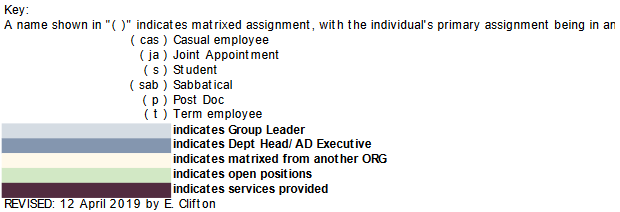 Key:
A name shown in "( )" indicates matrixed assignment, with the individual's primary assignment being in an
( cas ) Casual employee
( ja ) Joint Appointment
( s ) Student
( sab ) Sabbatical
( p ) Post Doc
( t ) Term employee
indicates Group Leader
indicates Dept Head/ AD Executive
indicates matrixed from another ORG
indicates open positions
indicates services provided
REVISED: 12 April 2019 by E. Clifton